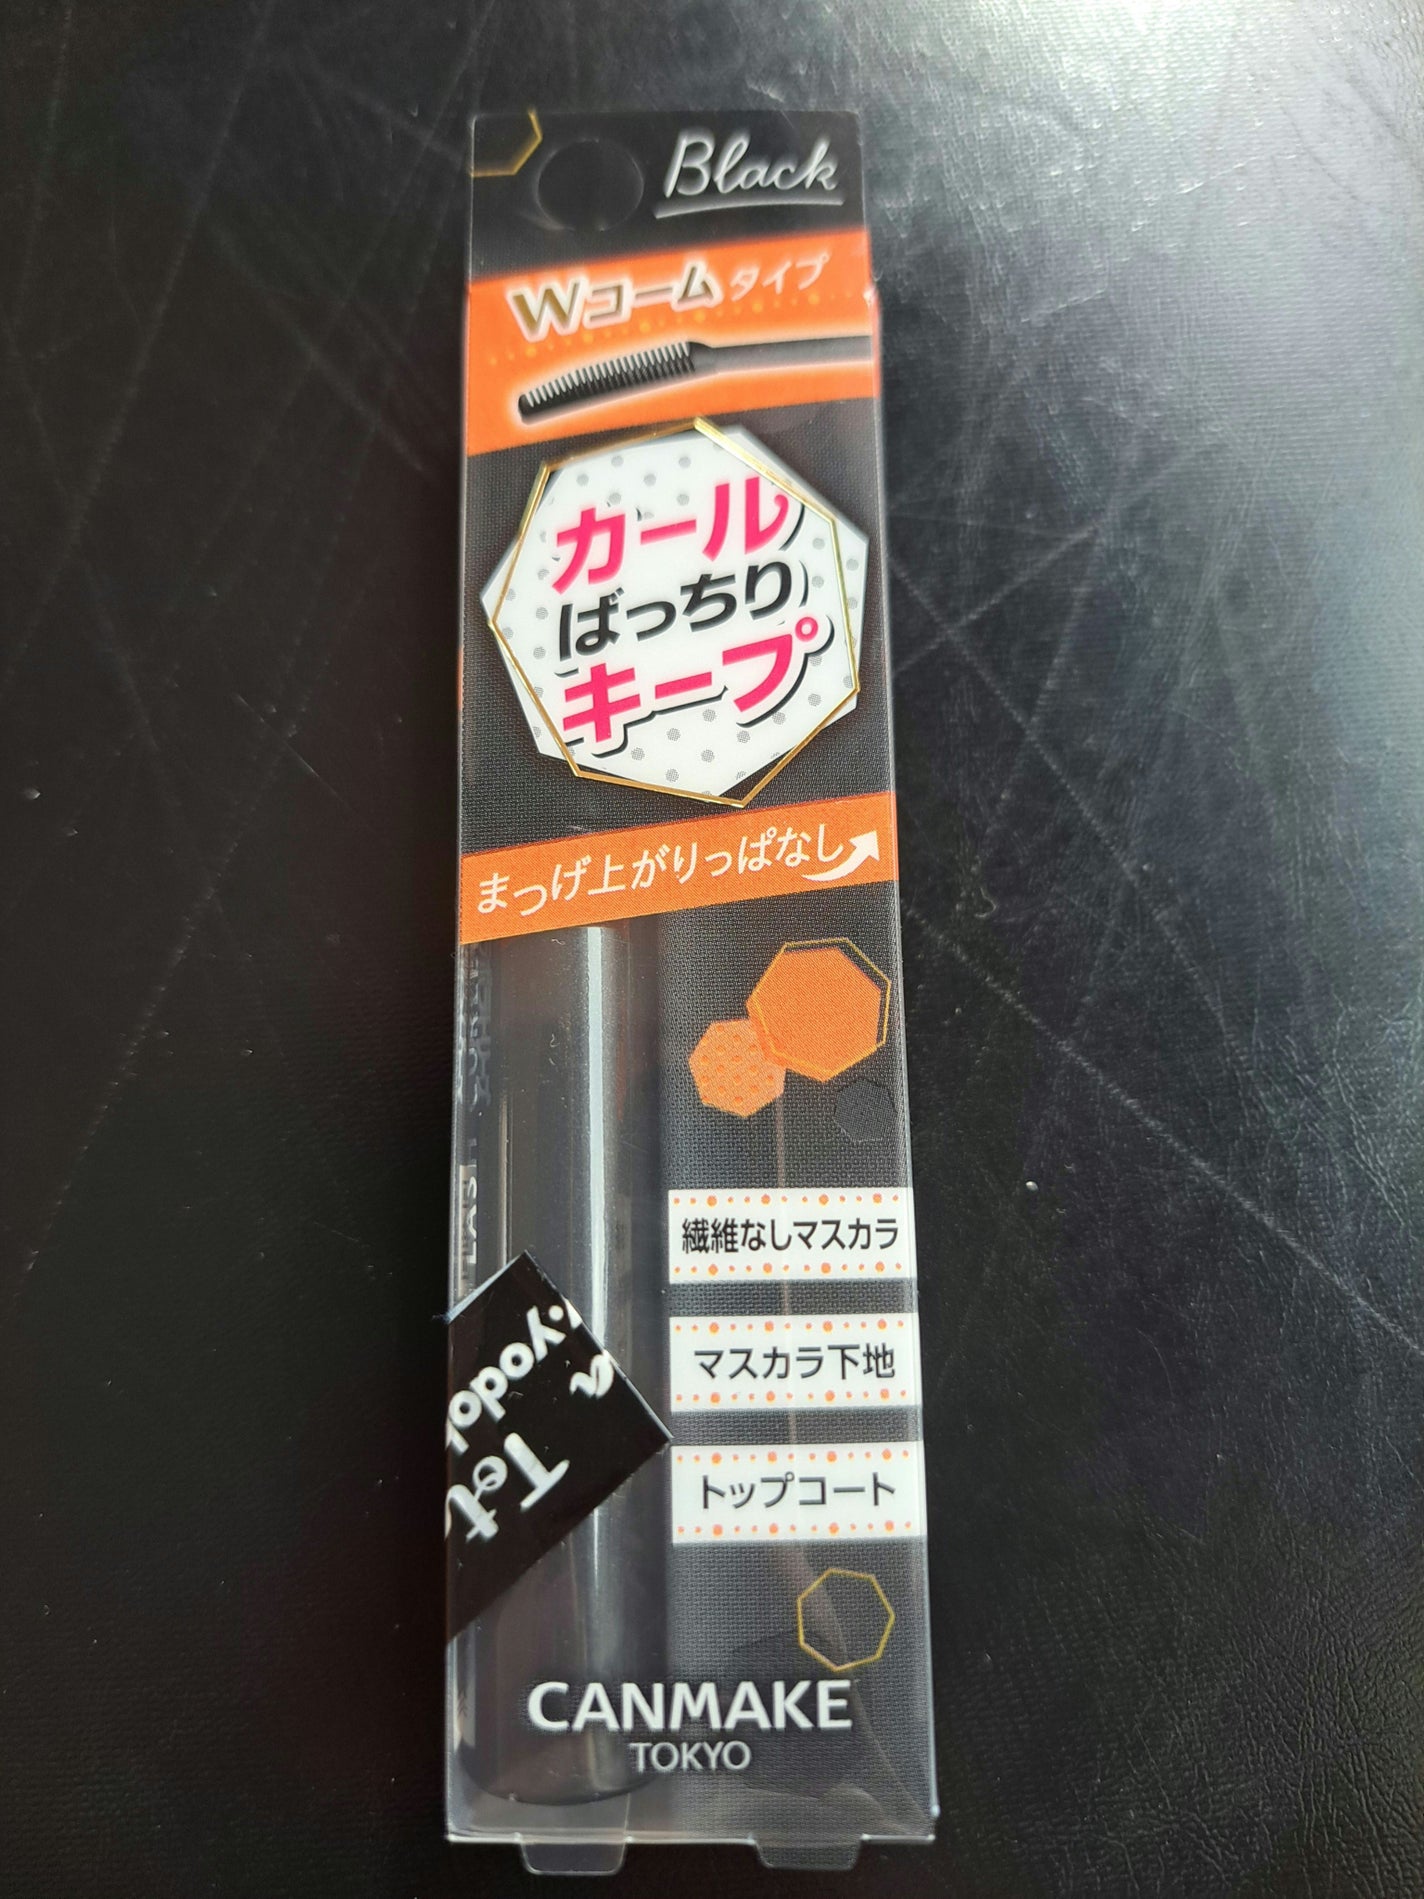 Black
Wコームタイプ
カール
ばっちり
キープ
まつげ上がりっぱなし
繊維なしマスカラ
マスカラ下地
トップコート
CANMAKE
TOKYO